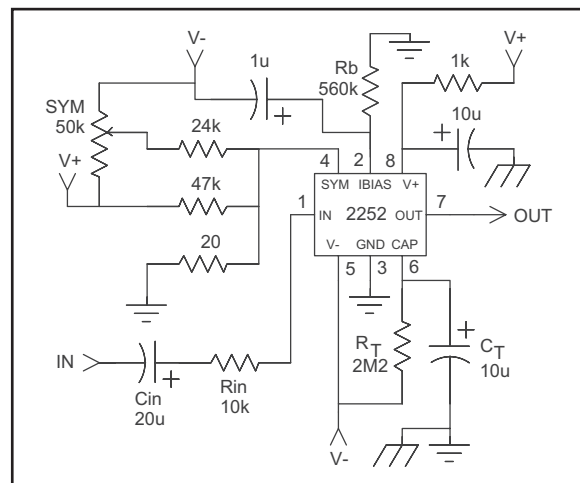 V-
V+
1u
Rb
560k
1k
SYM
50k
+
+
10u
V+
24k
4
2
8
47k
SYM
IBIAS
V+
1
IN
2252
OUT
7
OUT
20
V-
GND
CAP
5
3
6
IN
+
Cin
20u
Rin
10k
RT
2M2
+
CT
10u
V-